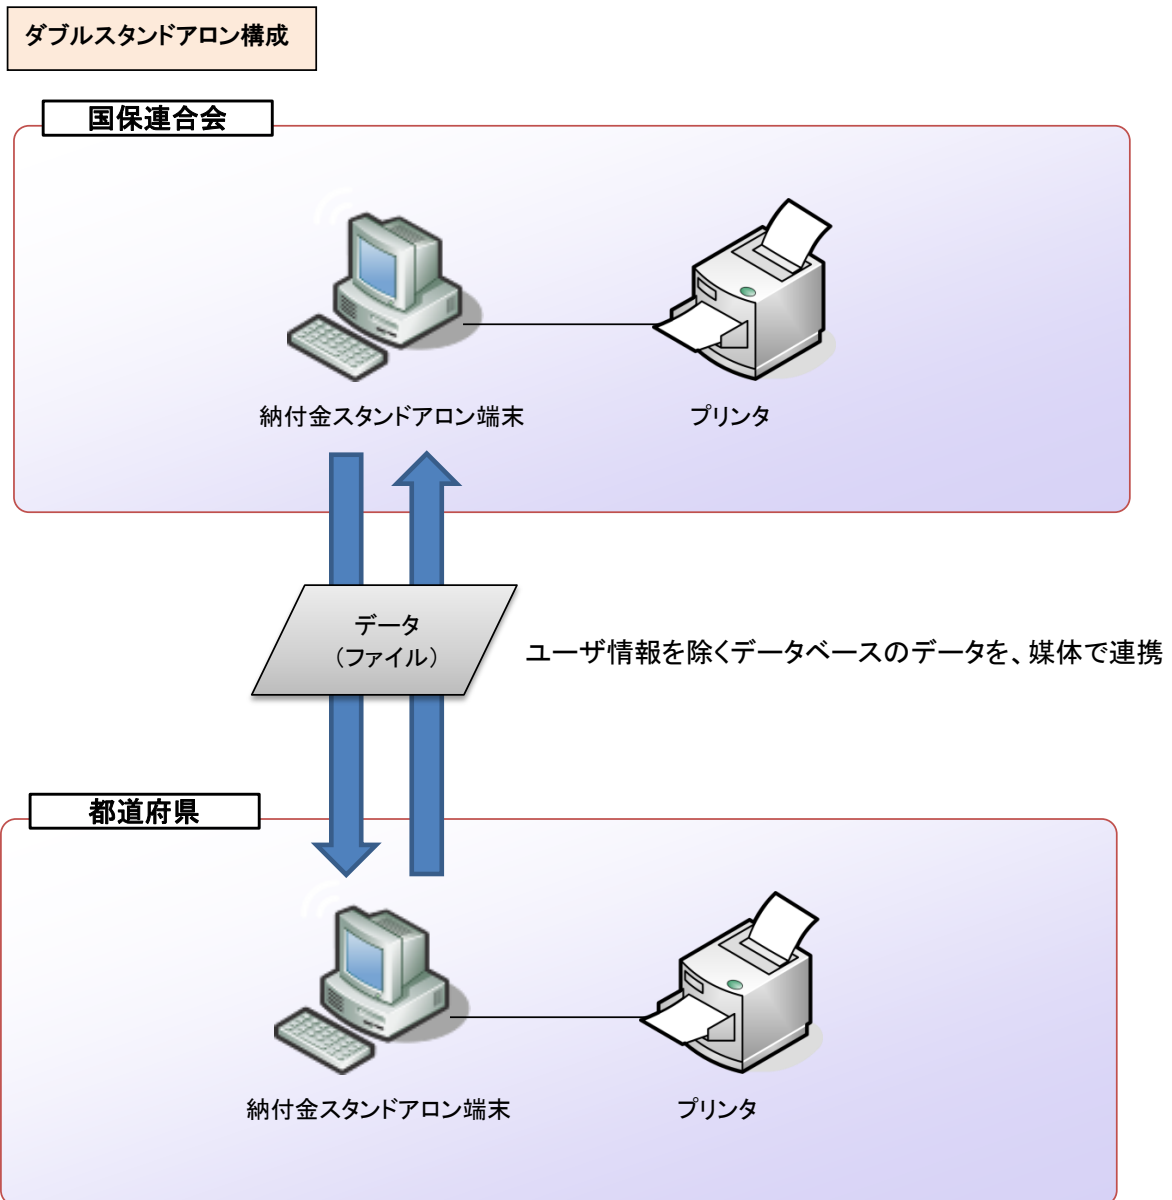 ダブルスタンドアロン構成
国保連合会
納付金スタンドアロン端末
プリンタ
データ
（ファイル）
ユーザ情報を除くデータベースのデータを、媒体で連携
都道府県
納付金スタンドアロン端末
プリンタ